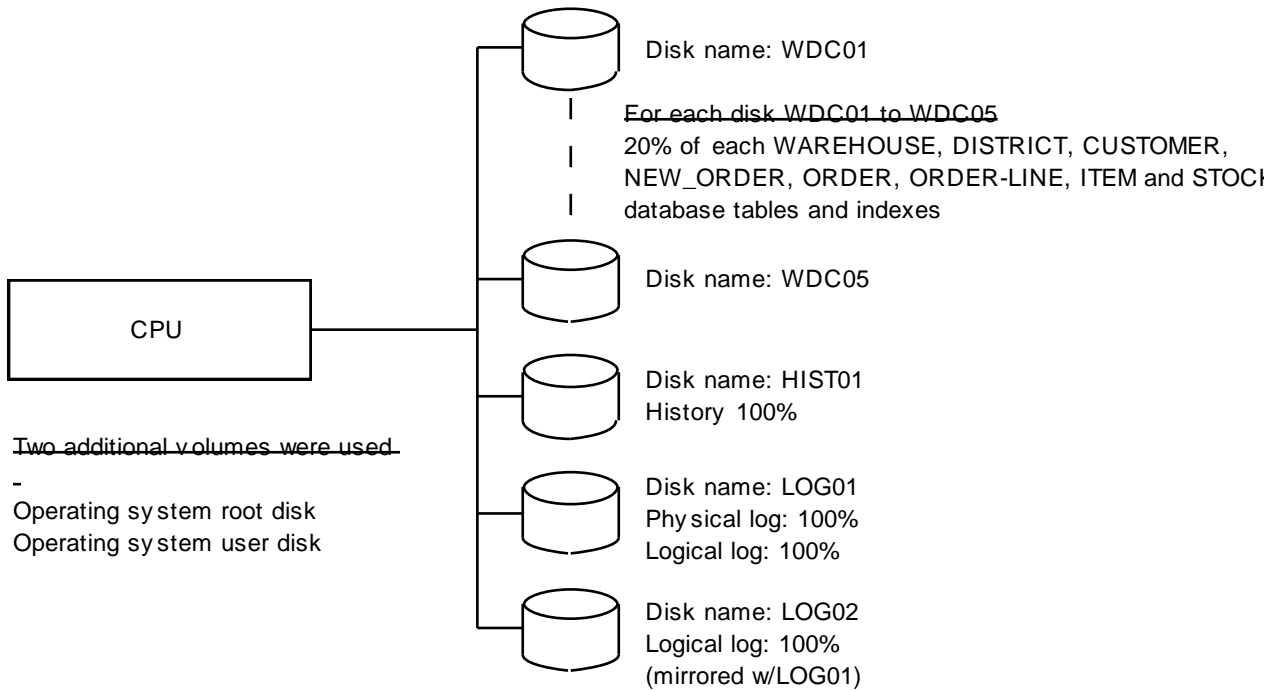 Disk name: WDC01
For each disk WDC01 to WDC05
20% of each WAREHOUSE, DISTRICT, CUSTOMER,
NEW_ORDER, ORDER, ORDER-LINE, ITEM and STOCK
database tables and indexes
Disk name: WDC05
CPU
Disk name: HIST01
History 100%
Two additional volumes were used
-
Operating system root disk
Operating system user disk
Disk name: LOG01
Physical log: 100%
Logical log: 100%
Disk name: LOG02
Logical log: 100%
(mirrored w/LOG01)